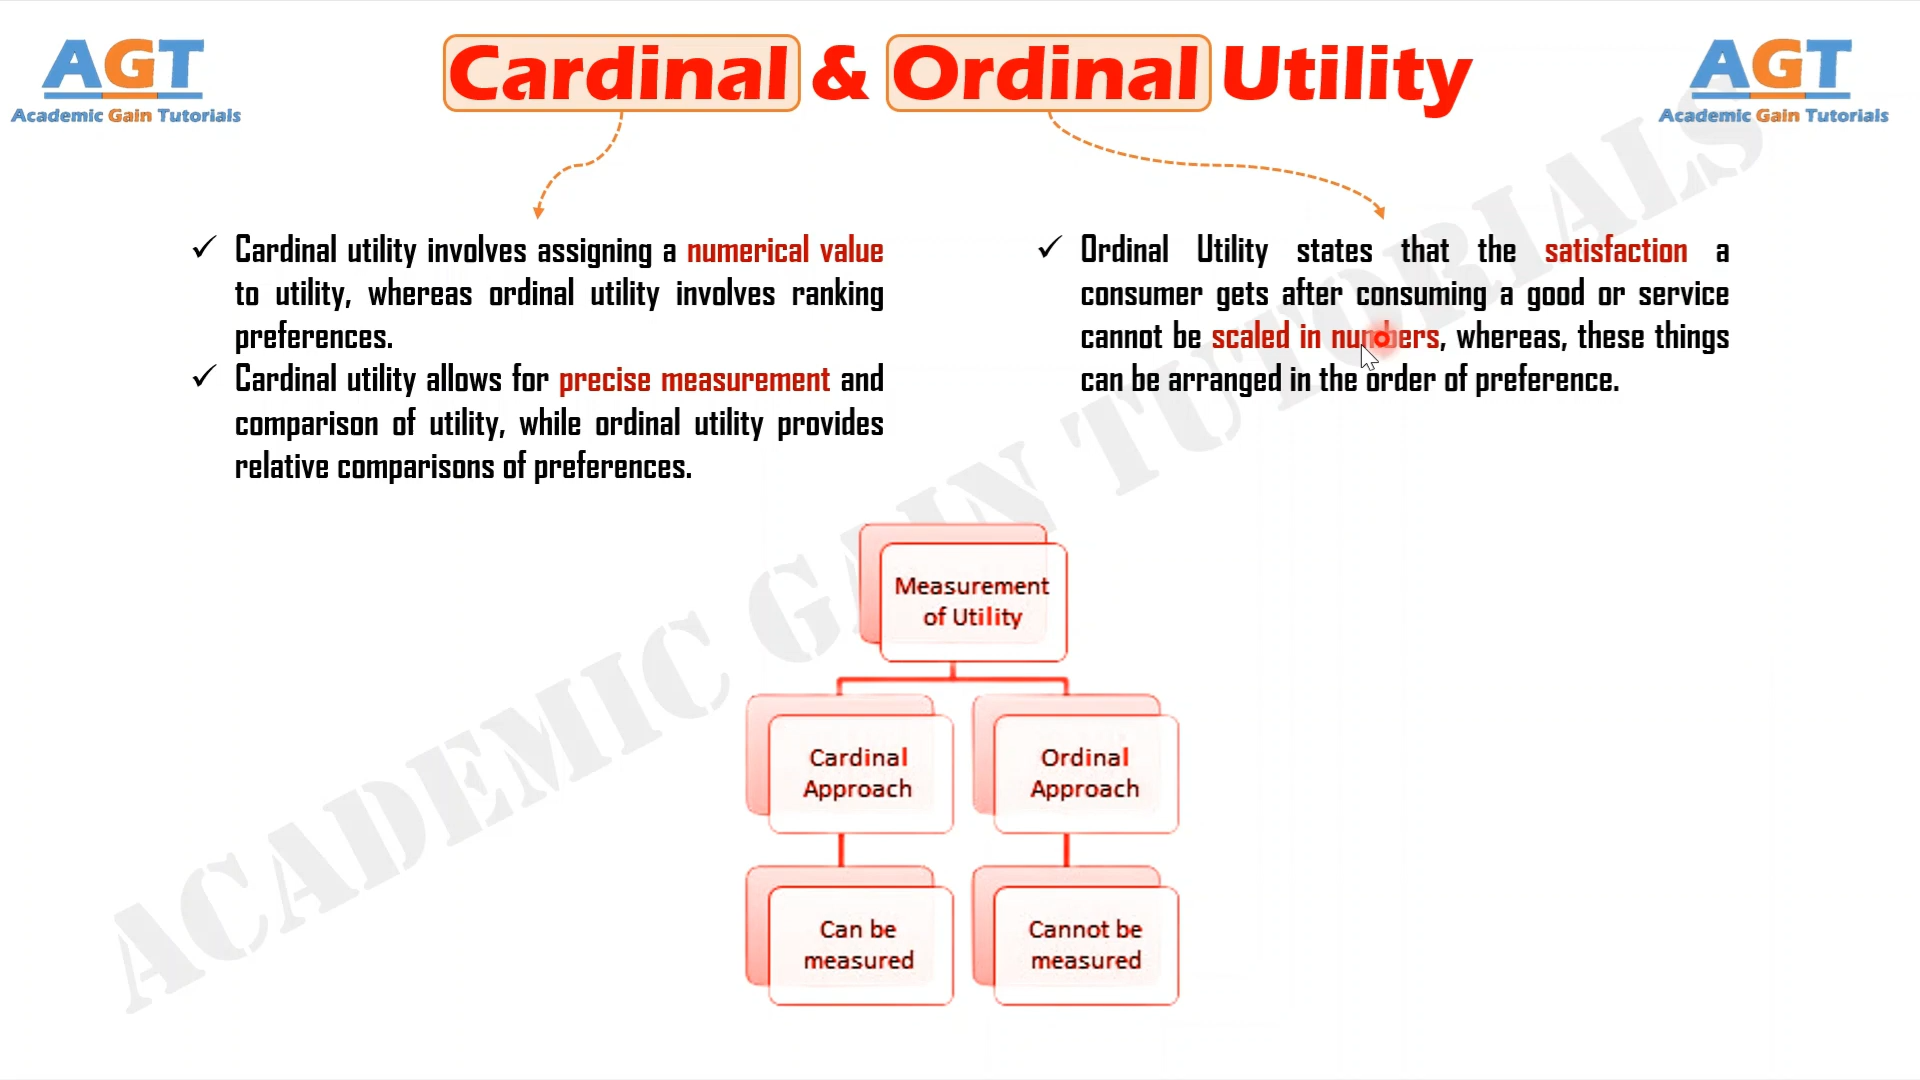 AGT
Academic Gain Tutorials
Cardinal & Ordinal Utility
AGT
Academic Gain Tutorials
✓ Cardinal utility involves assigning a numerical value
to utility, whereas ordinal utility involves ranking
preferences.
✓ Cardinal utility allows for precise measurement and
comparison of utility, while ordinal utility provides
relative comparisons of preferences.
✓ Ordinal Utility states that the satisfaction a
consumer gets after consuming a good or service
cannot be scaled in numbers, whereas, these things
can be arranged in the order of preference.
ACADEMIC GAIN TUTORIALS
Measurement
of Utility
Cardinal
Approach
Ordinal
Approach
Can be
measured
Cannot be
measured